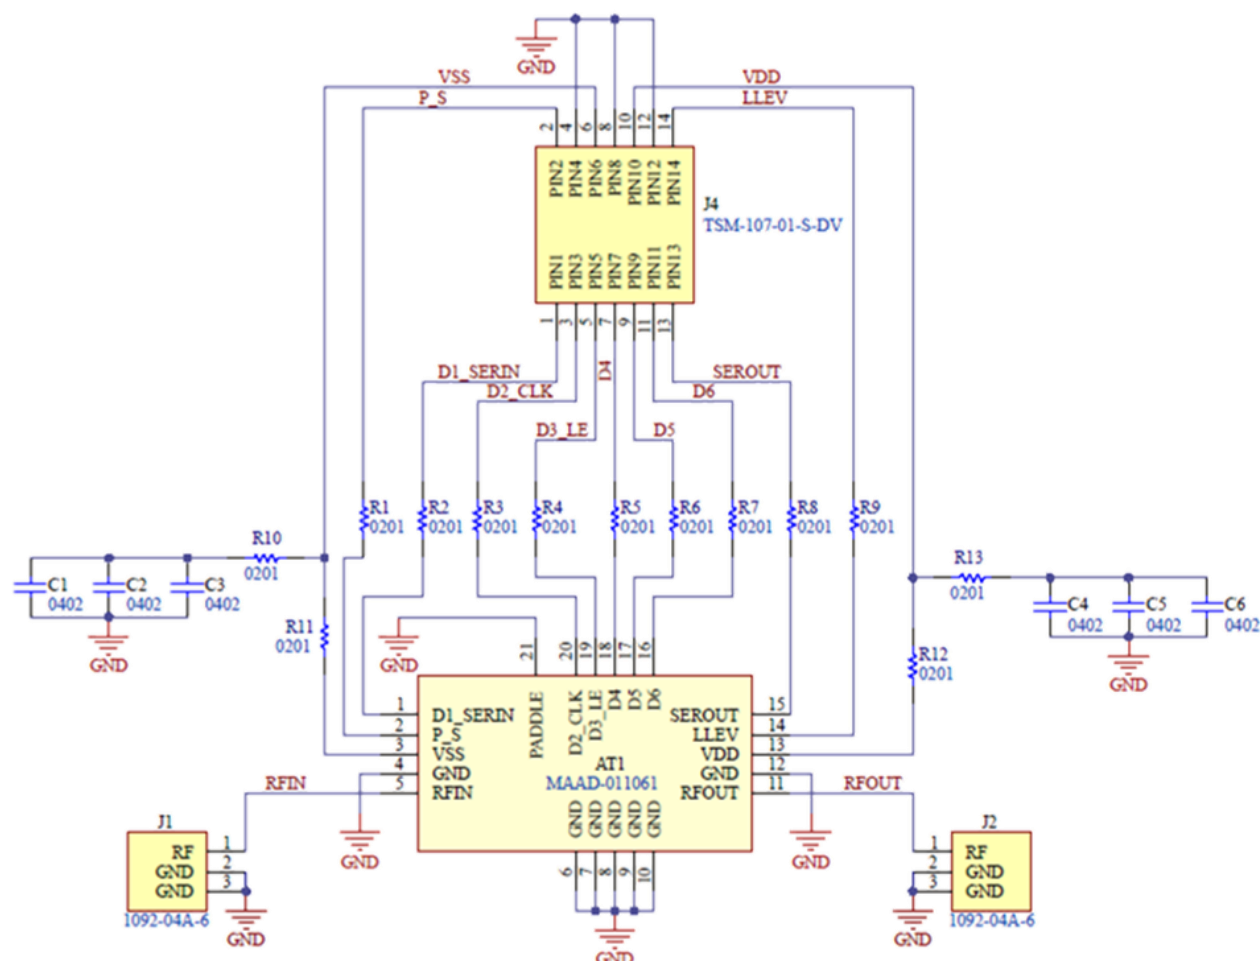 GND
VSS
VDD
P_S
LLEV
2
4
6
8
10
12
14
PIN2
PIN4
PIN6
PIN8
PIN10
PIN12
PIN14
J4
TSM-107-01-S-DV
PIN1
PIN3
PIN5
PIN7
PIN9
PIN11
PIN13
1
3
5
7
9
11
13
D1_SERIN
D4
SEROUT
D2_CLK
D6
D3_LE
D5
R1
0201
R2
0201
R3
0201
R4
0201
R5
0201
R6
0201
R7
0201
R8
0201
R9
0201
R10
0201
R13
0201
C1
0402
C2
0402
C3
0402
GND
R11
0201
GND
C4
0402
C5
0402
C6
0402
GND
R12
0201
21
20
19
18
17
16
PADDLE
D2_CLK
D3_LE
D4
D5
D6
1
D1_SERIN
2
P_S
3
VSS
4
GND
5
RFIN
SEROUT
15
LLEV
14
VDD
13
GND
12
RFOUT
11
AT1
MAAD-011061
GND
GND
GND
GND
GND
6
7
8
9
10
RFIN
RFOUT
GND
GND
J1
RF
1
GND
2
GND
3
1092-04A-6
GND
GND
J2
1
RF
2
GND
3
GND
1092-04A-6
GND